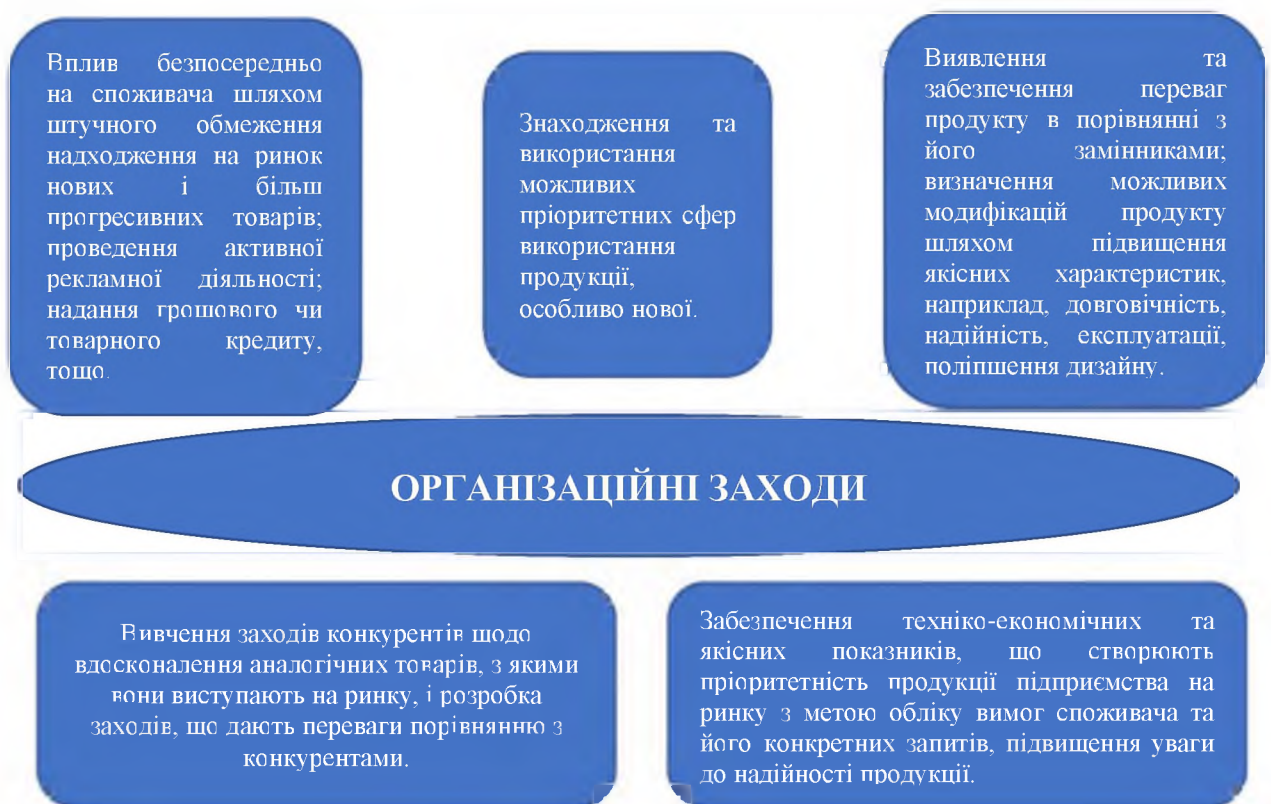 Вплив безпосередньо
на споживача шляхом
штучного обмеження
надходження на ринок
нових і більш
прогресивних товарів;
проведення активної
рекламної діяльності;
надання грошового чи
товарного кредиту,
тощо.
Знаходження та
використання
можливих
пріоритетних сфер
використання
продукції,
особливо нової.
Виявлення та
забезпечення переваг
продукту в порівнянні з
його замінниками;
визначення можливих
модифікацій продукту
шляхом підвищення
якісних характеристик,
наприклад, довговічність,
надійність, експлуатації,
поліпшення дизайну.
ОРГАНІЗАЦІЙНІ ЗАХОДИ
Вивчення заходів конкурентів щодо
вдосконалення аналогічних товарів, з якими
вони виступають на ринку, і розробка
заходів, що дають переваги порівнянню з
конкурентами.
Забезпечення техніко-економічних та
якісних показників, що створюють
пріоритетність продукції підприємства на
ринку з метою обліку вимог споживача та
його конкретних запитів, підвищення уваги
до надійності продукції.